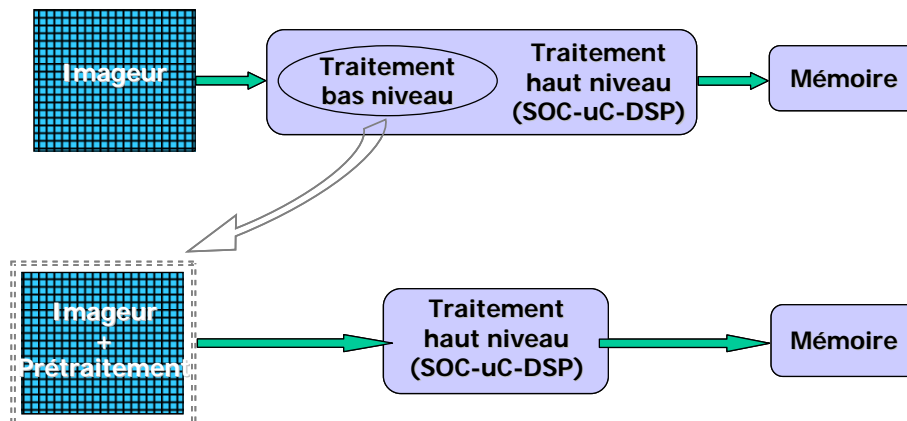 Imageur
Traitement
bas niveau
Traitement
haut niveau
(SOC-uC-DSP)
Mémoire
Imageur
+
Prétraitement
Traitement
haut niveau
(SOC-uC-DSP)
Mémoire